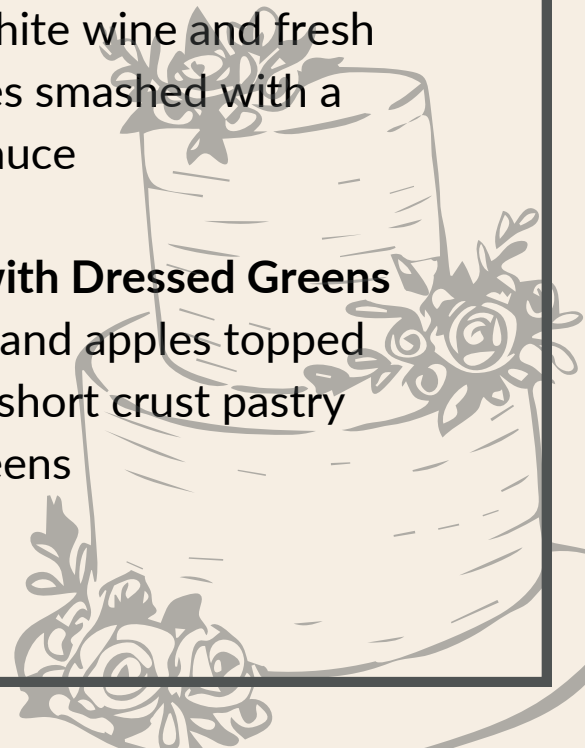 hite wine and fresh
es smashed with a
auce
with Dressed Greens
and apples topped
short crust pastry
eens